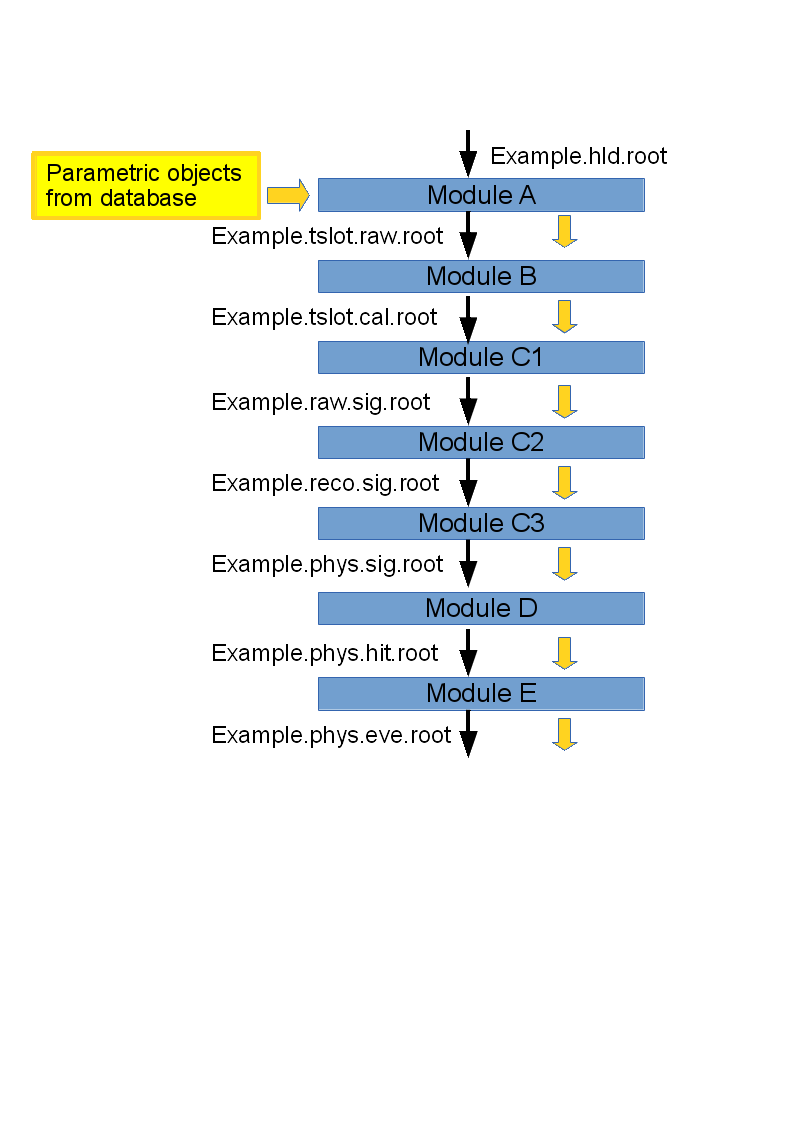 Example.hld.root
Parametric objects
from database
Module A
Example.tslot.raw.root
Module B
Example.tslot.cal.root
Module C1
Example.raw.sig.root
Module C2
Example.reco.sig.root
Module C3
Example.phys.sig.root
Module D
Example.phys.hit.root
Module E
Example.phys.eve.root